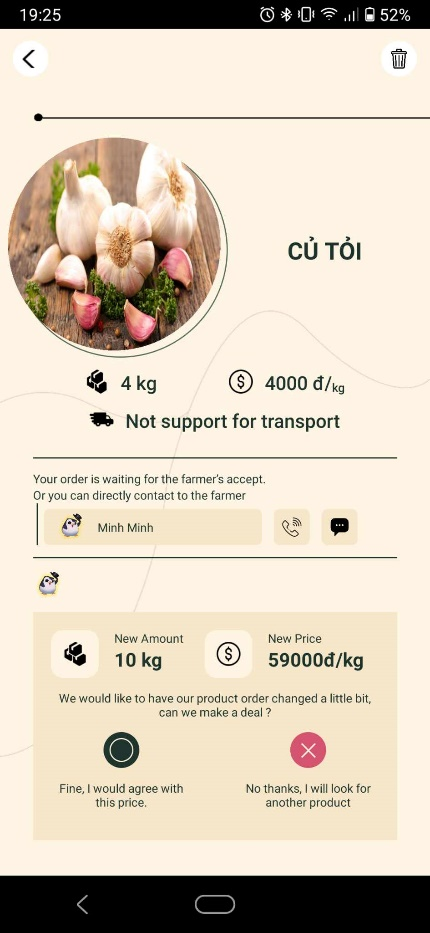 19:25
52%
CỦ TỎI
4 kg
4000 đ/kg
Not support for transport
Your order is waiting for the farmer's accept.
Or you can directly contact to the farmer
Minh Minh
New Amount
10 kg
New Price
59000đ/kg
We would like to have our product order changed a little bit,
can we make a deal ?
Fine, I would agree with
this price.
No thanks, I will look for
another product